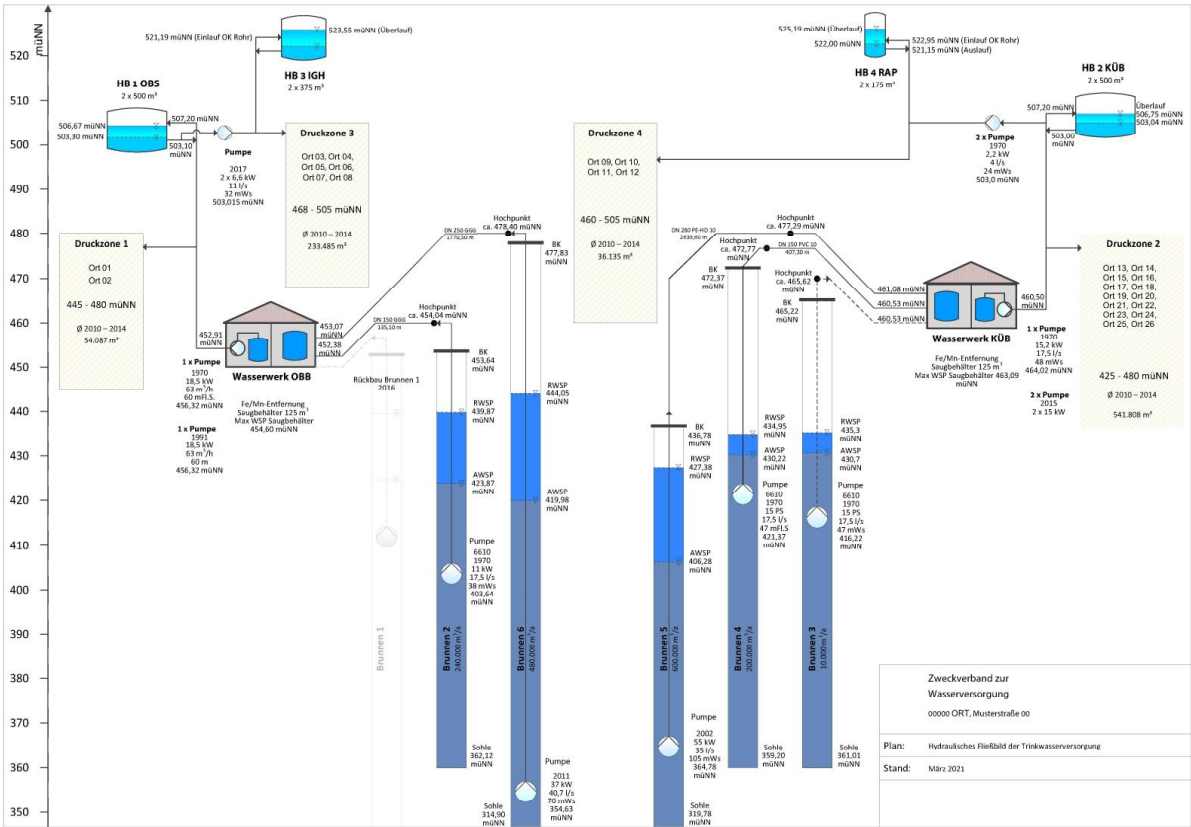 müNN
520
510
500
490
480
470
460
450
440
430
420
410
400
390
380
370
360
350
521,19 müNN (Einlauf OK Rohr)
523,55 müNN (Überlauf)
HB 3 IGH
2 x 375 m³
HB 1 OBS
2 x 500 m³
506,67 müNN
503,30 müNN
507,20 müNN
503,10
müNN
Pumpe
2017
2 x 6,6 kW
11 l/s
32 mWs
503,015 müNN
Druckzone 3
Ort 03, Ort 04,
Ort 05, Ort 06,
Ort 07, Ort 08
468 - 505 müNN
Ø 2010 – 2014
233.485 m³
Druckzone 1
Ort 01
Ort 02
445 - 480 müNN
Ø 2010 – 2014
54.087 m³
452,91
müNN
453,07
müNN
452,38
müNN
Wasserwerk OBB
1 x Pumpe
1970
18,5 kW
63 m³/h
60 mFl.S.
456,32 müNN
1 x Pumpe
1991
18,5 kW
63 m³/h
60 m
456,32 müNN
Fe/Mn-Entfernung
Saugbehälter 125 m³
Max WSP Saugbehälter
454,60 müNN
DN 250 GGG
1770,50 m
Hochpunkt
ca. 478,40 müNN
DN 150 GGG
135,10 m
Hochpunkt
ca. 454,04 müNN
Rückbau Brunnen 1
2016
Brunnen 1
BK
453,64
müNN
RWSP
439,87
müNN
AWSP
423,87
müNN
Pumpe
6610
1970
11 kW
17,5 l/s
38 mWs
403,64
müNN
Brunnen 2
240.000 m³/a
Sohle
362,12
müNN
BK
477,83
müNN
RWSP
444,05
müNN
AWSP
419,98
müNN
Brunnen 6
480.000 m³/a
Pumpe
2011
37 kW
40,7 l/s
70 mWs
354,63
müNN
Sohle
314,90
müNN
525,19 müNN (Überlauf)
522,00 müNN
522,95 müNN (Einlauf OK Rohr)
521,15 müNN (Auslauf)
HB 4 RAP
2 x 175 m³
HB 2 KÜB
2 x 500 m³
507,20 müNN
Überlauf
506,75 müNN
503,04 müNN
503,00
müNN
2 x Pumpe
1970
2,2 kW
4 l/s
24 mWs
503,0 müNN
Druckzone 4
Ort 09, Ort 10,
Ort 11, Ort 12
460 - 505 müNN
Ø 2010 – 2014
36.135 m³
DN 280 PE-HD 10
2639,60 m
Hochpunkt
ca. 477,29 müNN
Hochpunkt
ca. 472,77
müNN
DN 150 PVC 10
407,30 m
Hochpunkt
ca. 465,62
müNN
461,08 müNN
460,53 müNN
460,53 müNN
460,50
müNN
Wasserwerk KÜB
Fe/Mn-Entfernung
Saugbehälter 125 m³
Max WSP Saugbehälter 463,09
müNN
1 x Pumpe
1970
15,2 kW
17,5 l/s
48 mWs
464,02 müNN
2 x Pumpe
2015
2 x 15 kW
Druckzone 2
Ort 13, Ort 14,
Ort 15, Ort 16,
Ort 17, Ort 18,
Ort 19, Ort 20,
Ort 21, Ort 22,
Ort 23, Ort 24,
Ort 25, Ort 26
425 - 480 müNN
Ø 2010 – 2014
541.808 m³
BK
436,78
müNN
RWSP
427,38
müNN
AWSP
406,28
müNN
Brunnen 5
600.000 m³/a
Pumpe
2002
55 kW
35 l/s
105 mWs
364,78
müNN
Sohle
319,78
müNN
BK
472,37
müNN
RWSP
434,95
müNN
AWSP
430,22
müNN
Pumpe
6610
1970
15 PS
17,5 l/s
47 mFl.S
421,37
müNN
Brunnen 4
200.000 m³/a
Sohle
359,20
müNN
BK
465,22
müNN
RWSP
435,3
müNN
AWSP
430,7
müNN
Pumpe
6610
1970
15 PS
17,5 l/s
47 mWs
416,22
müNN
Brunnen 3
10.000 m³/a
Sohle
361,01
müNN
Zweckverband zur
Wasserversorgung
00000 ORT, Musterstraße 00
Plan: Hydraulisches Fließbild der Trinkwasserversorgung
Stand: März 2021